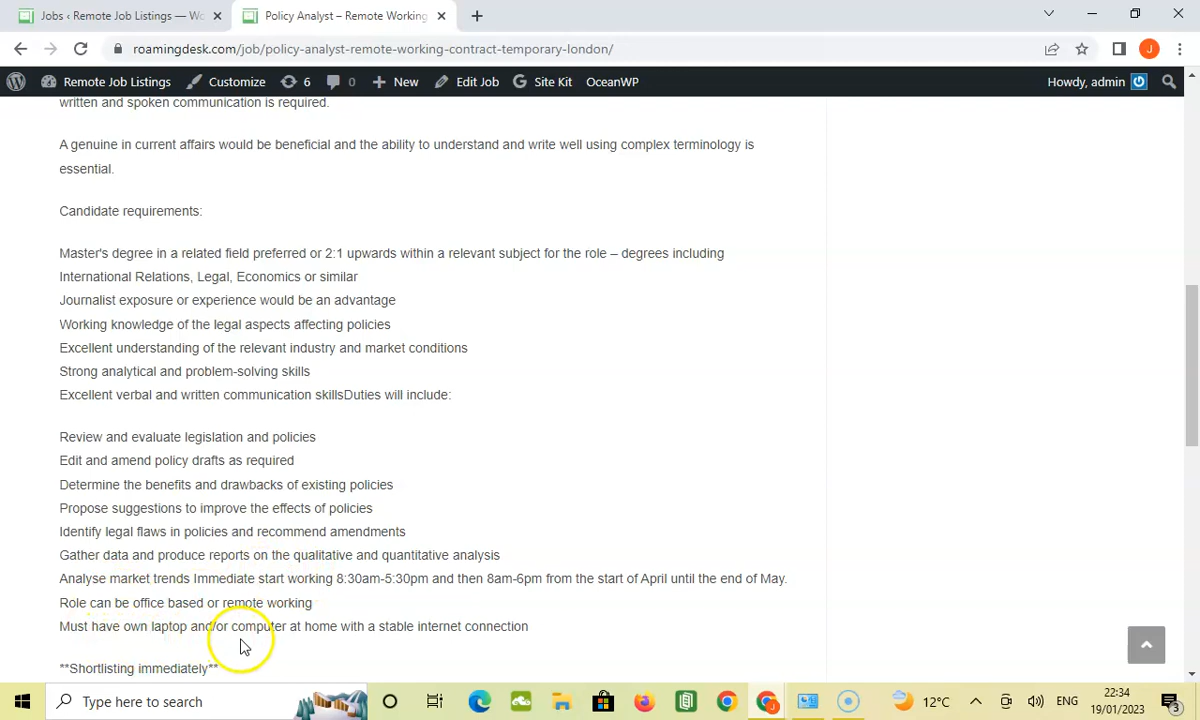 Jobs ‹ Remote Job Listings — Wo
Policy Analyst – Remote Working
roamingdesk.com/job/policy-analyst-remote-working-contract-temporary-london/
J
Remote Job Listings
Customize
6
0
New
Edit Job
Site Kit
OceanWP
Howdy, admin
written and spoken communication is required.
A genuine in current affairs would be beneficial and the ability to understand and write well using complex terminology is
essential.
Candidate requirements:
Master's degree in a related field preferred or 2:1 upwards within a relevant subject for the role – degrees including
International Relations, Legal, Economics or similar
Journalist exposure or experience would be an advantage
Working knowledge of the legal aspects affecting policies
Excellent understanding of the relevant industry and market conditions
Strong analytical and problem-solving skills
Excellent verbal and written communication skillsDuties will include:
Review and evaluate legislation and policies
Edit and amend policy drafts as required
Determine the benefits and drawbacks of existing policies
Propose suggestions to improve the effects of policies
Identify legal flaws in policies and recommend amendments
Gather data and produce reports on the qualitative and quantitative analysis
Analyse market trends Immediate start working 8:30am-5:30pm and then 8am-6pm from the start of April until the end of May.
Role can be office based or remote working
Must have own laptop and/or computer at home with a stable internet connection
**Shortlisting immediately**
Type here to search
12°C
ENG
22:34
19/01/2023
3